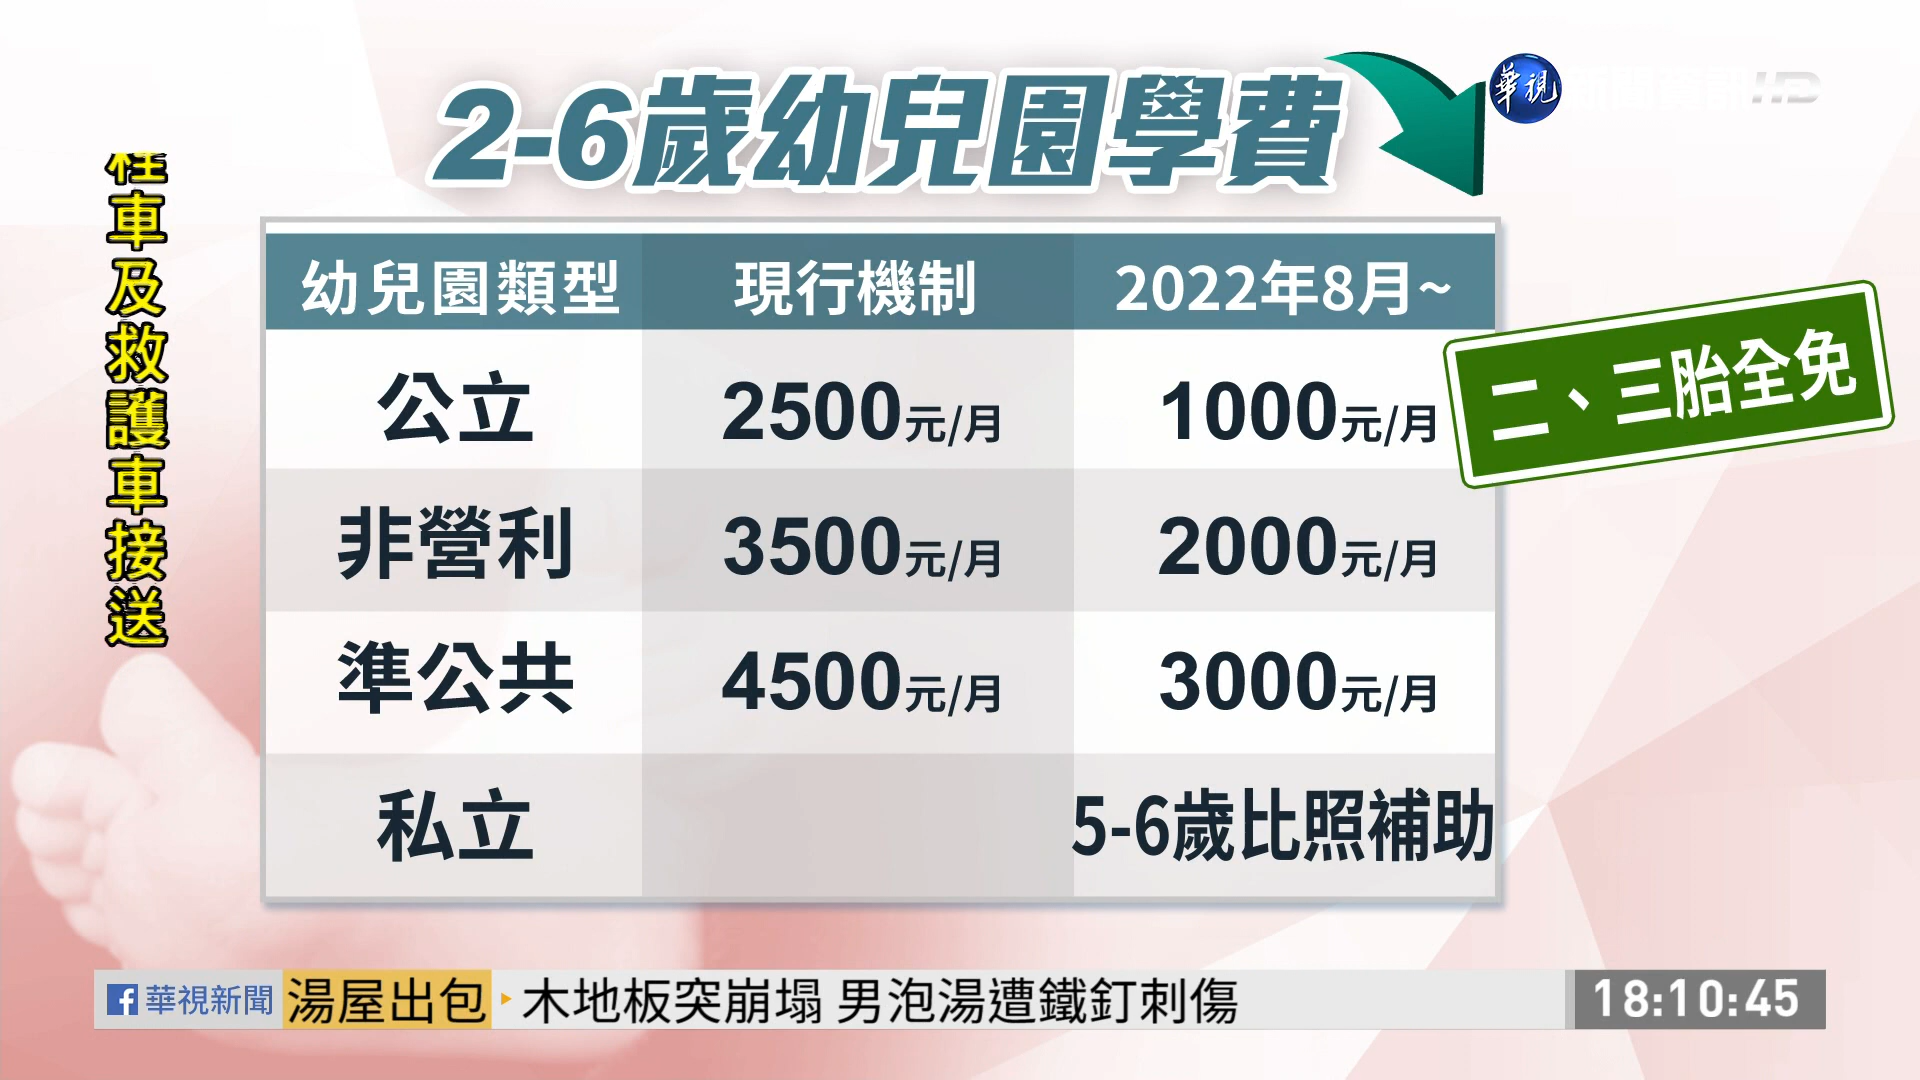 2-6歲幼兒園學費
華視 新聞資訊 HD
車及救護車接送
幼兒園類型 現行機制 2022年8月~
公立 2500元/月 1000元/月
二、三胎全免
非營利 3500元/月 2000元/月
準公共 4500元/月 3000元/月
私立 5-6歲比照補助
華視新聞 湯屋出包 木地板突崩塌 男泡湯遭鐵釘刺傷 18:10:45